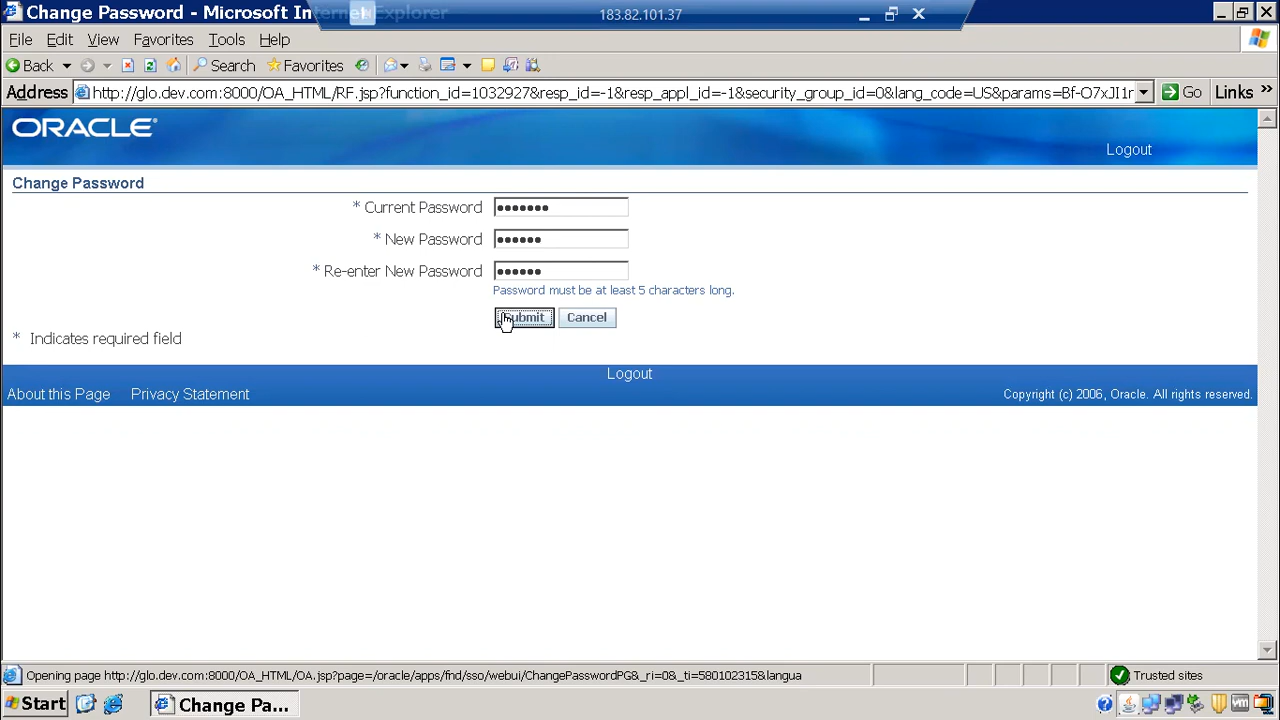 Change Password - Microsoft Internet Explorer
183.82.101.37
File Edit View Favorites Tools Help
Back Search Favorites
Address http://glo.dev.com:8000/OA_HTML/RF.jsp?function_id=1032927&resp_id=-1&resp_appl_id=-1&security_group_id=0&lang_code=US&params=Bf-O7xJI1r Go Links »
ORACLE®
Logout
Change Password
* Current Password •••••••
* New Password ••••••
* Re-enter New Password ••••••
Password must be at least 5 characters long.
Submit Cancel
* Indicates required field
Logout
About this Page Privacy Statement Copyright (c) 2006, Oracle. All rights reserved.
Opening page http://glo.dev.com:8000/OA_HTML/OA.jsp?page=/oracle/apps/fnd/sso/webui/ChangePasswordPG&_ri=0&_ti=580102315&langua Trusted sites
Start Change Pa...